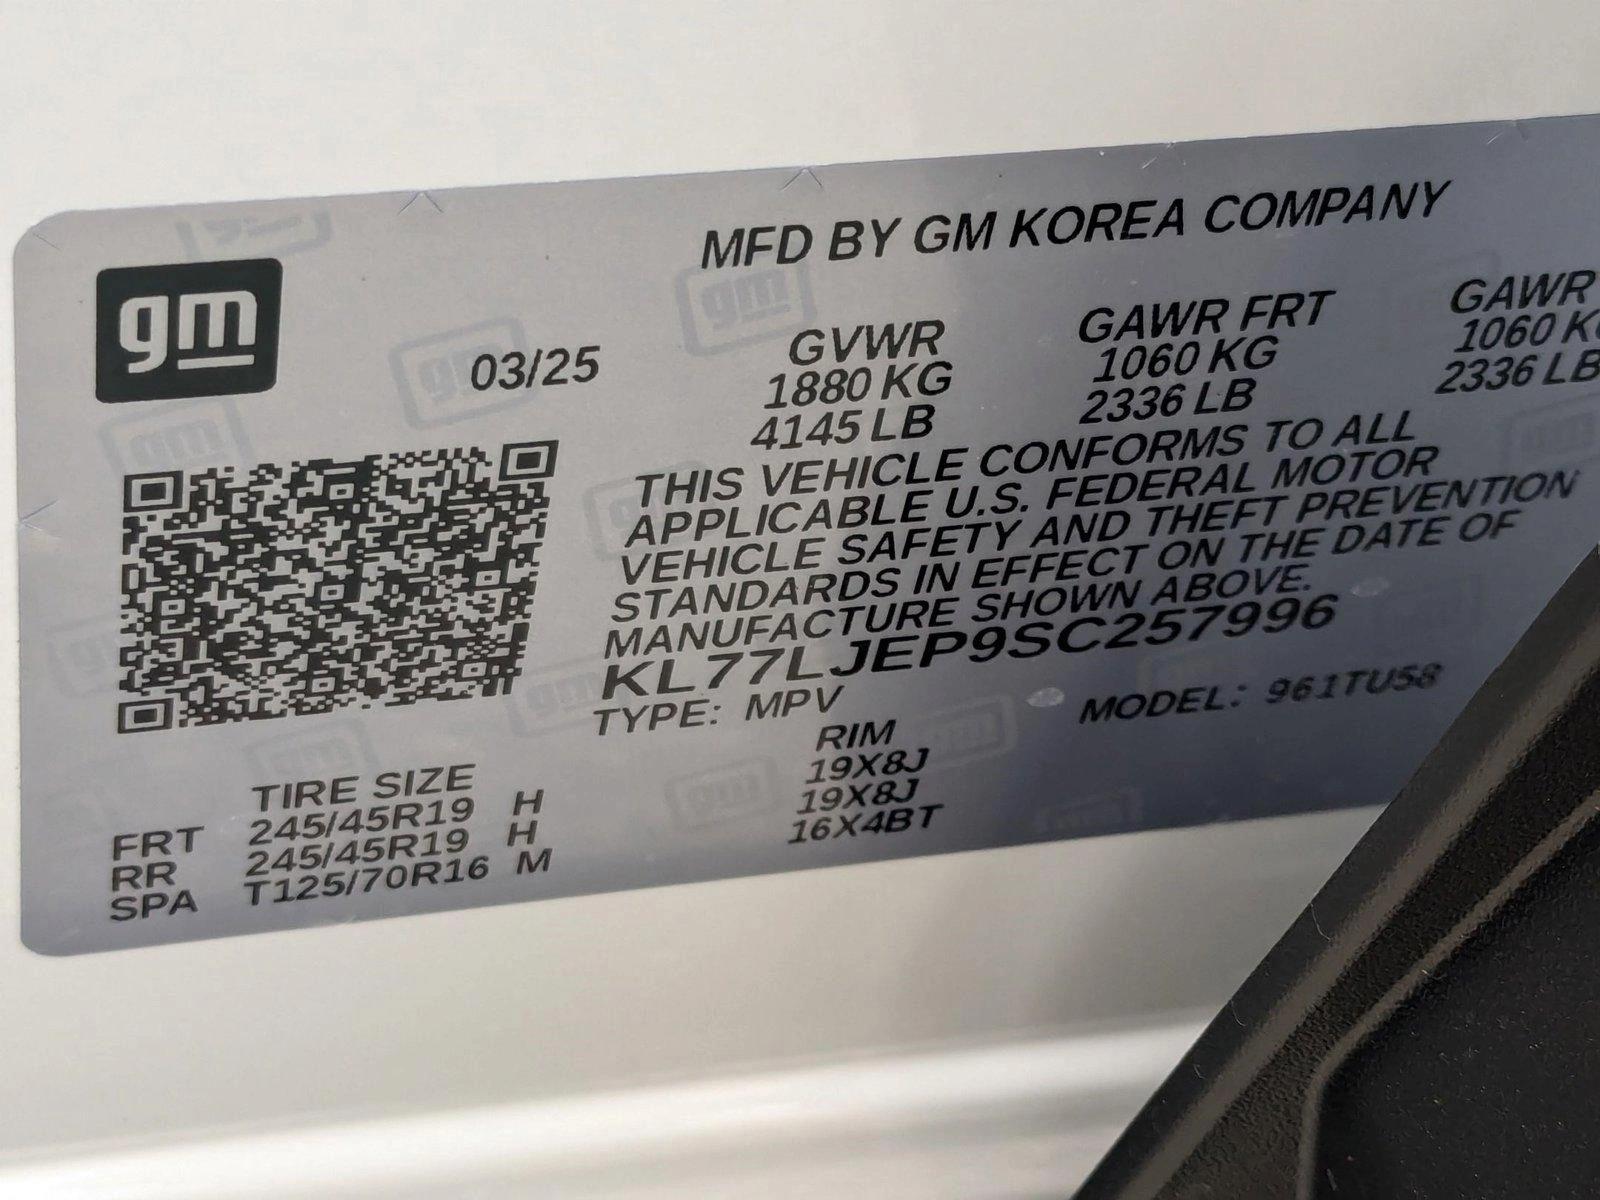 MFD BY GM KOREA COMPANY
gm
03/25
GVWR GAWR FRT GAWR
1880 KG 1060 KG 1060
4145 LB 2336 LB 2336 LB
THIS VEHICLE CONFORMS TO ALL
APPLICABLE U.S. FEDERAL MOTOR
VEHICLE SAFETY AND THEFT PREVENTION
STANDARDS IN EFFECT ON THE DATE OF
MANUFACTURE SHOWN ABOVE.
KL77LJEP9SC257996
TYPE: MPV MODEL: 961TU58
TIRE SIZE RIM
FRT 245/45R19 H 19X8J
RR 245/45R19 H 19X8J
SPA T125/70R16 M 16X4BT